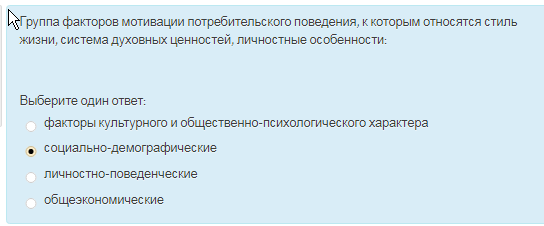 Группа факторов мотивации потребительского поведения, к которым относятся стиль
жизни, система духовных ценностей, личностные особенности:
Выберите один ответ:
факторы культурного и общественно-психологического характера
социально-демографические
личностно-поведенческие
общеэкономические